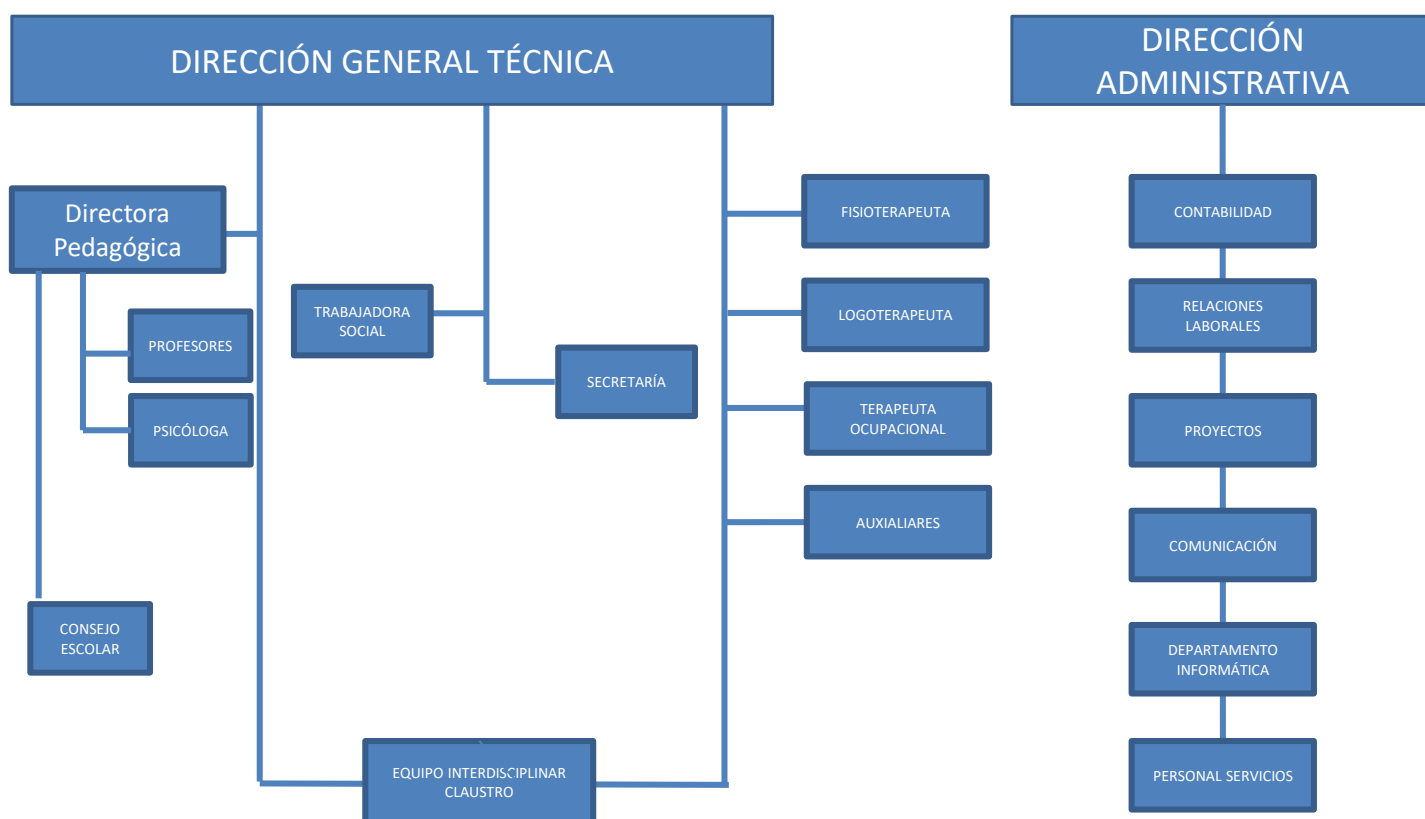 DIRECCIÓN GENERAL TÉCNICA
DIRECCIÓN
ADMINISTRATIVA
Directora
Pedagógica
PROFESORES
PSICÓLOGA
CONSEJO
ESCOLAR
TRABAJADORA
SOCIAL
SECRETARÍA
FISIOTERAPEUTA
LOGOTERAPEUTA
TERAPEUTA
OCUPACIONAL
AUXIALIARES
EQUIPO INTERDISCIPLINAR
CLAUSTRO
CONTABILIDAD
RELACIONES
LABORALES
PROYECTOS
COMUNICACIÓN
DEPARTAMENTO
INFORMÁTICA
PERSONAL SERVICIOS